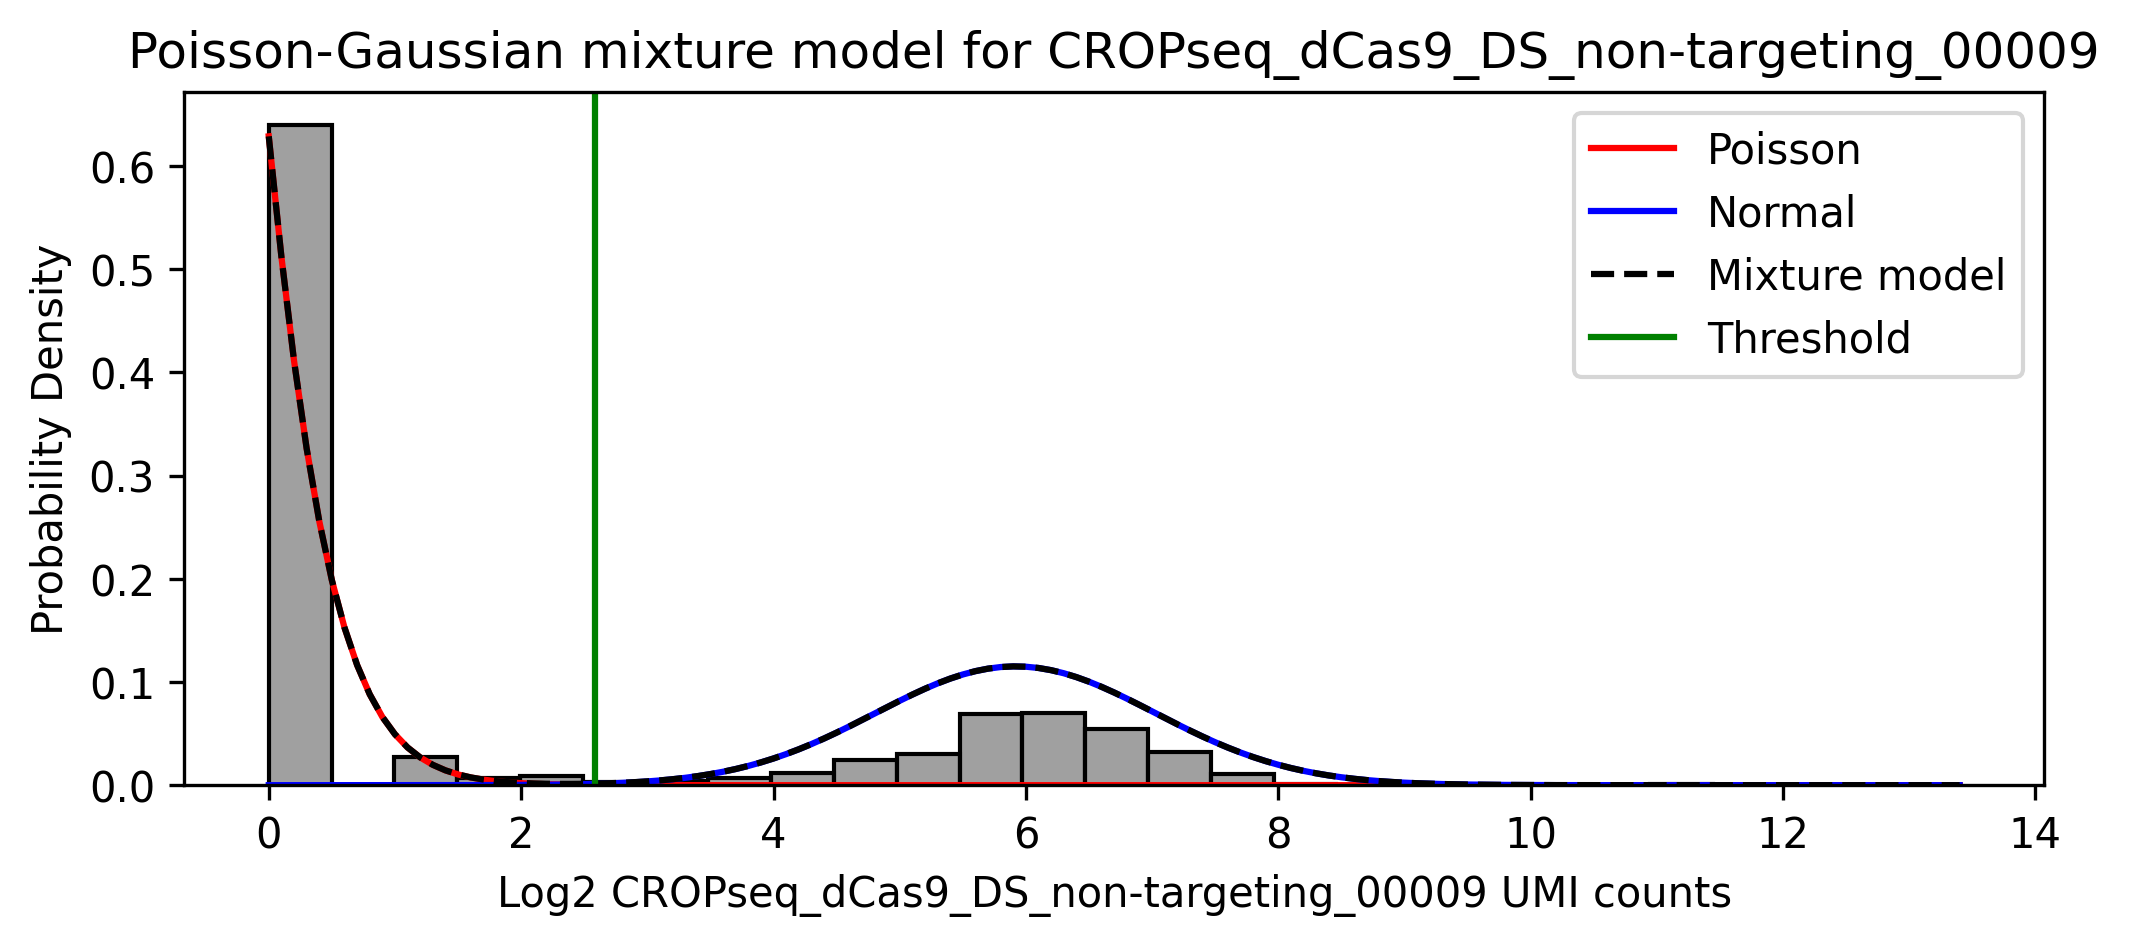 Poisson-Gaussian mixture model for CROPseq_dCas9_DS_non-targeting_00009
Probability Density
0.6
0.5
0.4
0.3
0.2
0.1
0.0
Poisson
Normal
Mixture model
Threshold
0 2 4 6 8 10 12 14
Log2 CROPseq_dCas9_DS_non-targeting_00009 UMI counts